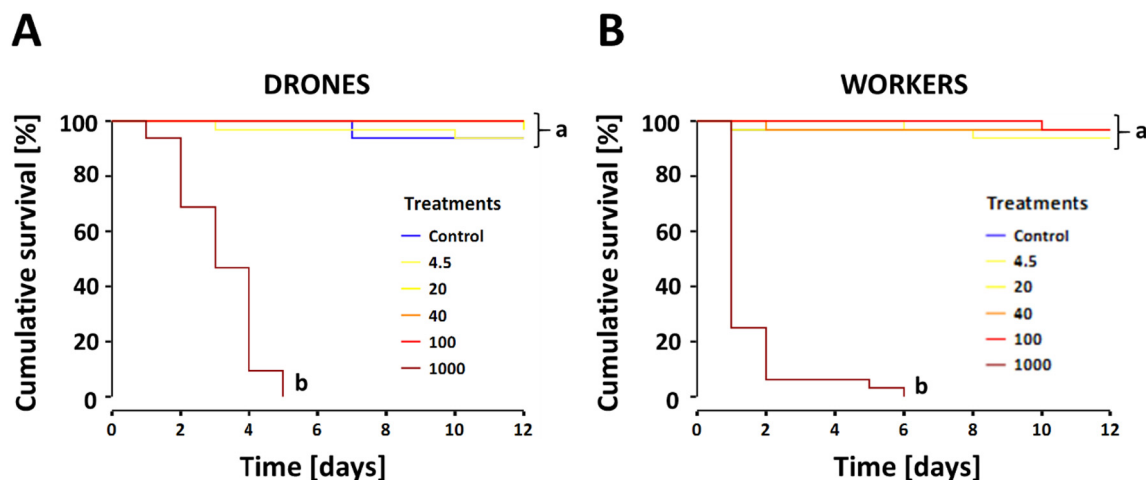 A
DRONES
Cumulative survival [%]
100
80
60
40
20
0
a
b
Treatments
Control
4.5
20
40
100
1000
0 2 4 6 8 10 12
Time [days]
B
WORKERS
Cumulative survival [%]
100
80
60
40
20
0
a
b
Treatments
Control
4.5
20
40
100
1000
0 2 4 6 8 10 12
Time [days]